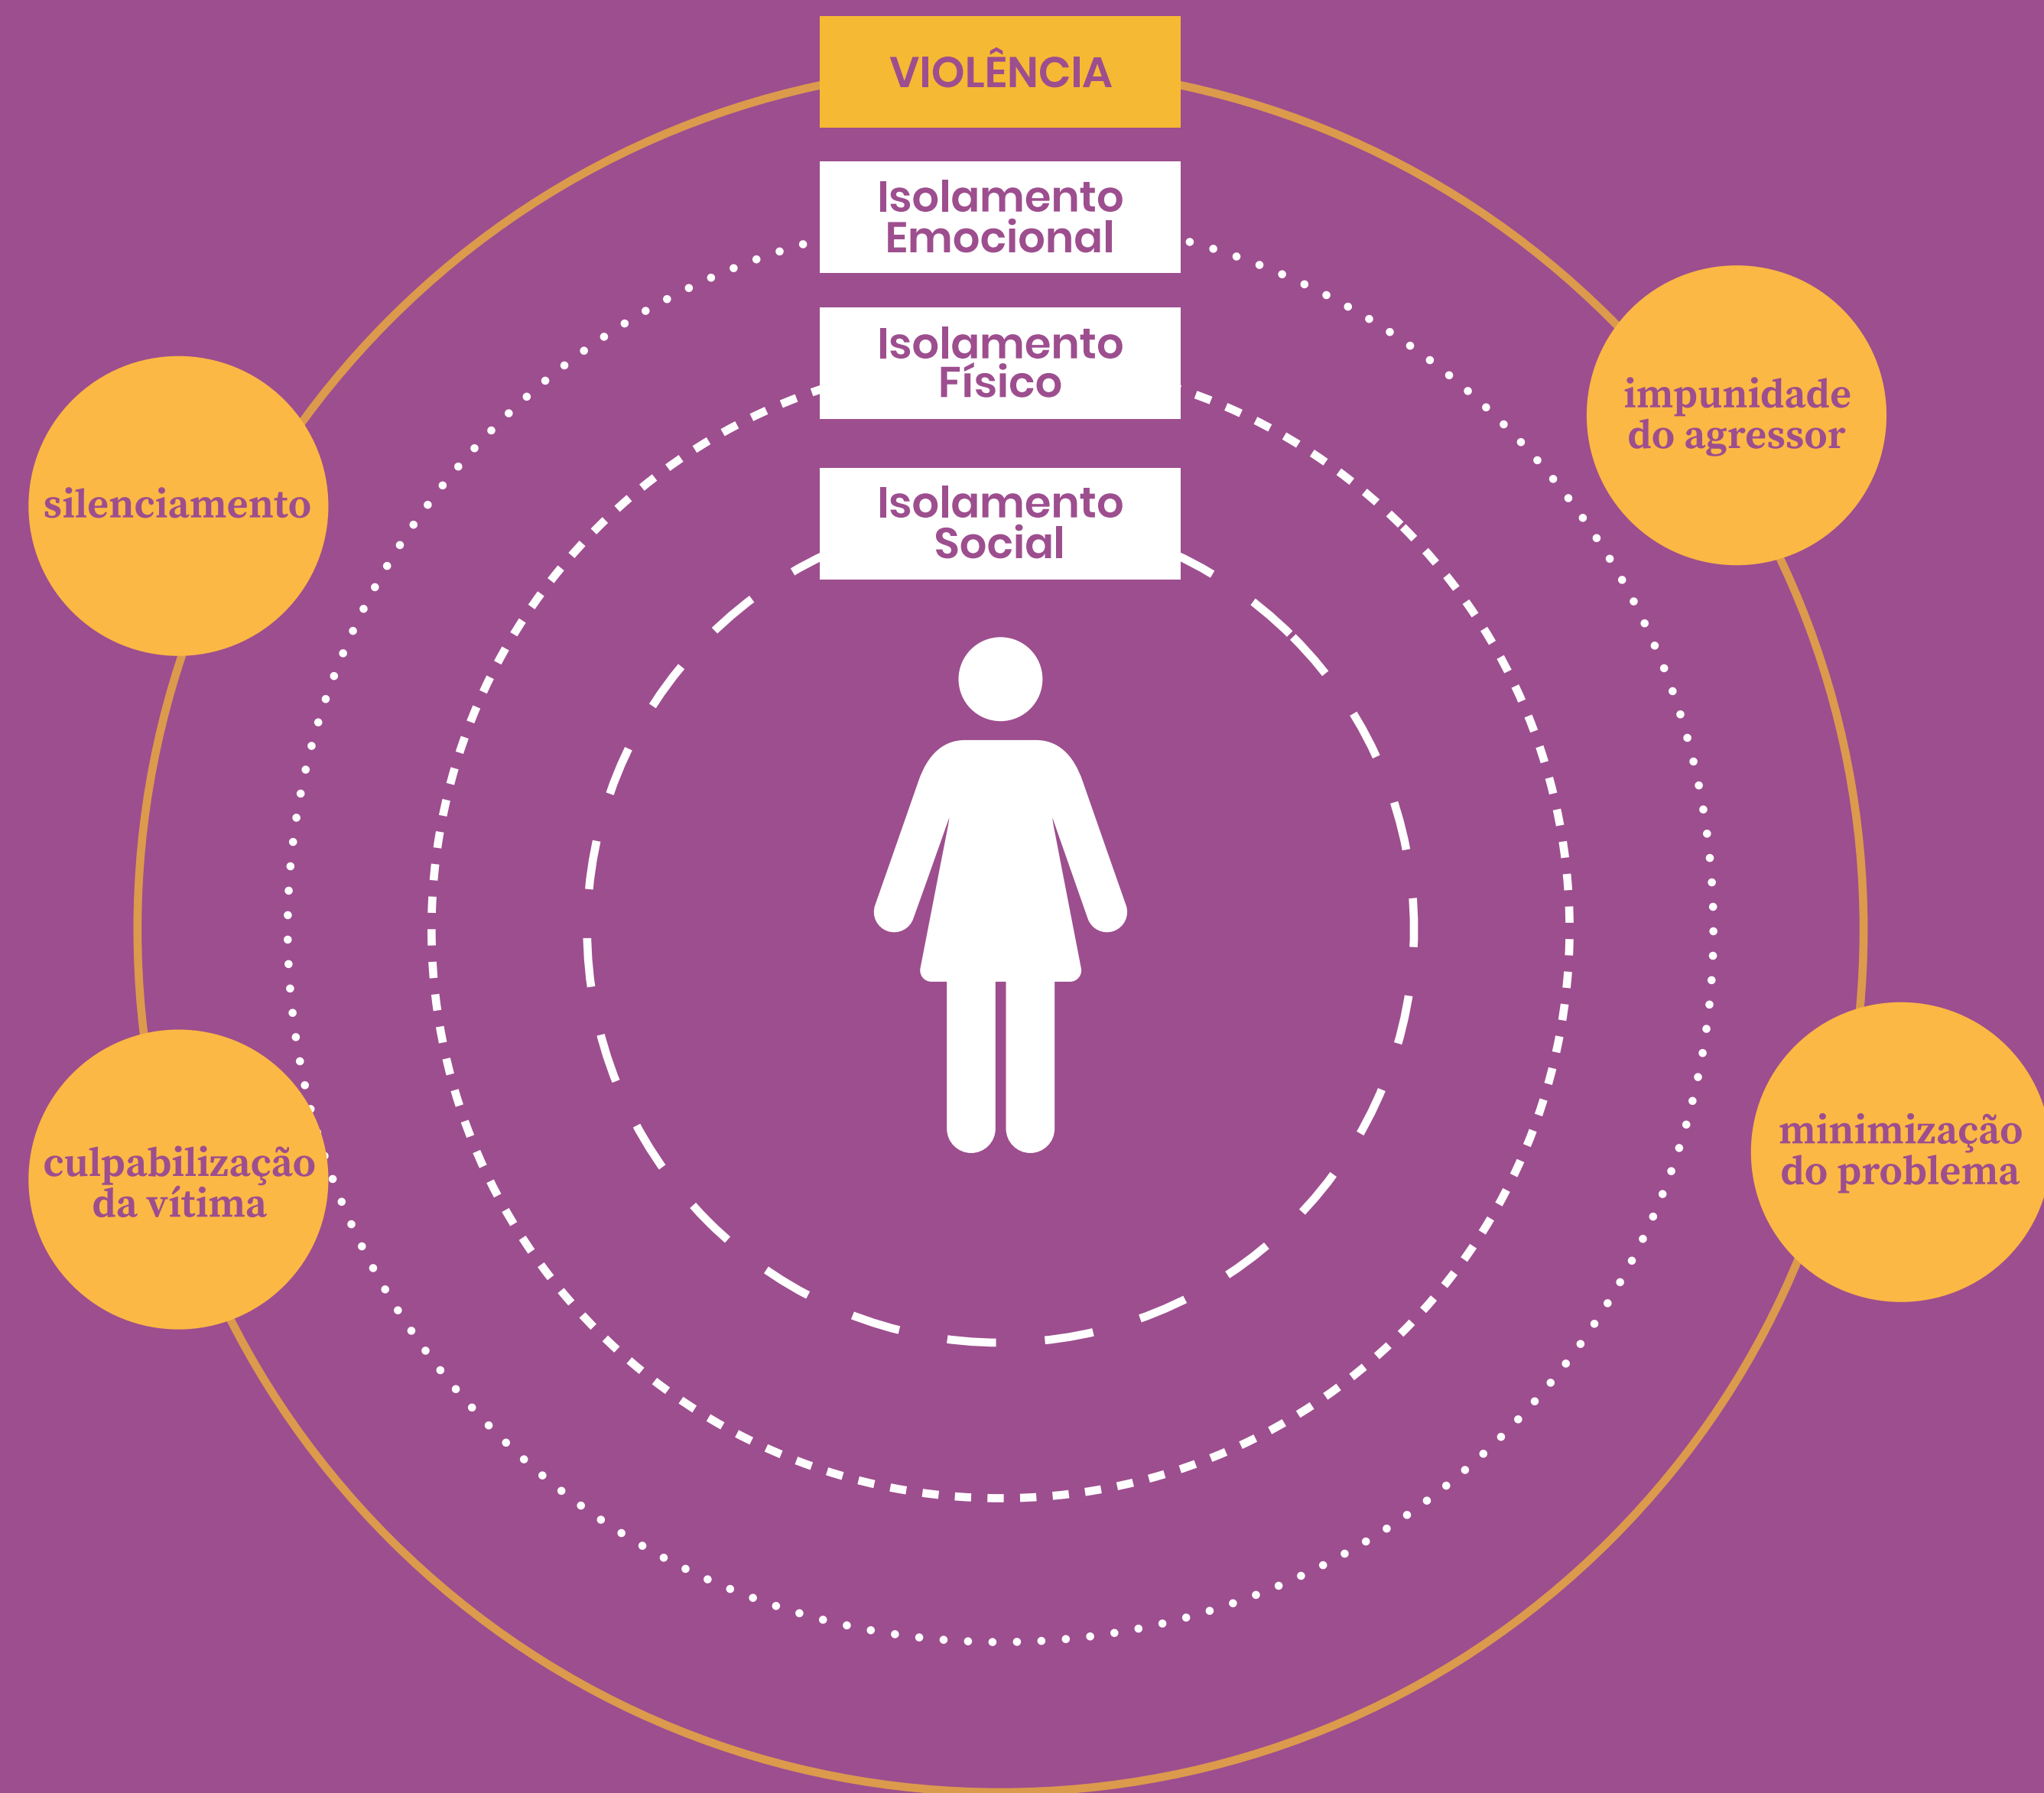 VIOLÊNCIA
Isolamento
Emocional
Isolamento
Físico
Isolamento
Social
silenciamento
impunidade
do agressor
culpabilização
da vítima
minimização
do problema